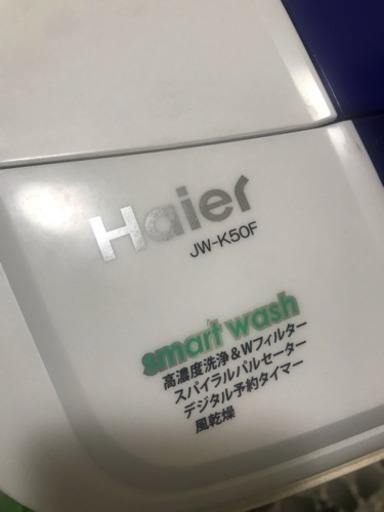 Haier
JW-K50F
smart wash
高濃度洗浄&Wフィルター
スパイラルパルセーター
デジタル予約タイマー
風乾燥